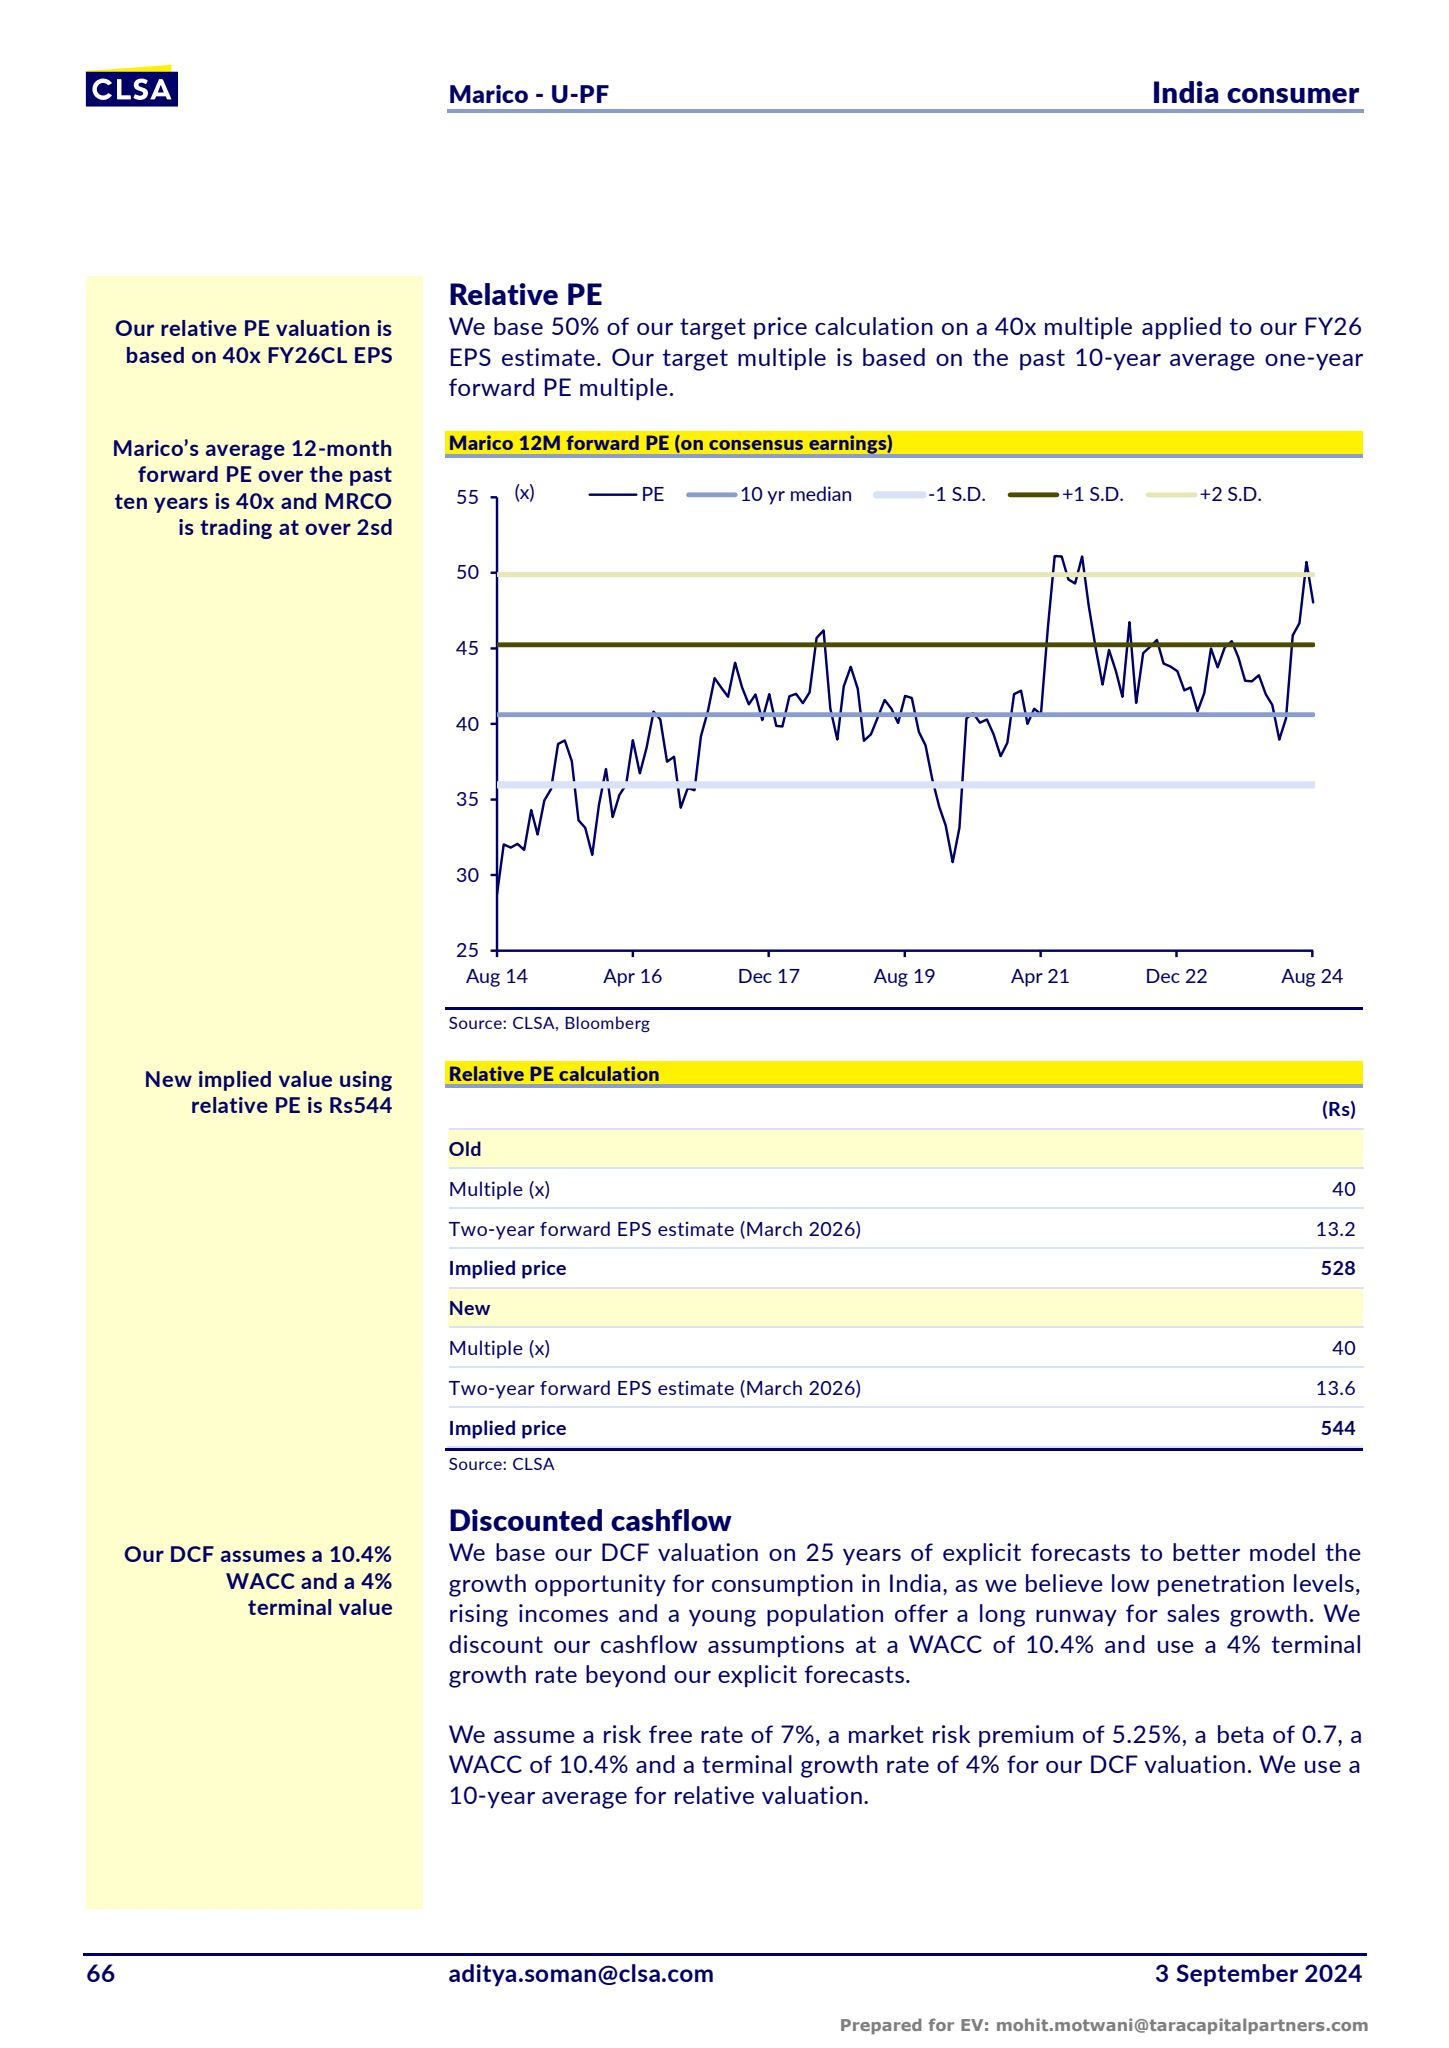 CLSA
Marico - U-PF
India consumer
Our relative PE valuation is
based on 40x FY26CL EPS
Marico’s average 12-month
forward PE over the past
ten years is 40x and MRCO
is trading at over 2sd
New implied value using
relative PE is Rs544
Our DCF assumes a 10.4%
WACC and a 4%
terminal value
Relative PE
We base 50% of our target price calculation on a 40x multiple applied to our FY26
EPS estimate. Our target multiple is based on the past 10-year average one-year
forward PE multiple.
Marico 12M forward PE (on consensus earnings)
(x)
PE
10 yr median
-1 S.D.
+1 S.D.
+2 S.D.
55
50
45
40
35
30
25
Aug 14
Apr 16
Dec 17
Aug 19
Apr 21
Dec 22
Aug 24
Source: CLSA, Bloomberg
Relative PE calculation
(Rs)
Old
Multiple (x) 40
Two-year forward EPS estimate (March 2026) 13.2
Implied price 528
New
Multiple (x) 40
Two-year forward EPS estimate (March 2026) 13.6
Implied price 544
Source: CLSA
Discounted cashflow
We base our DCF valuation on 25 years of explicit forecasts to better model the
growth opportunity for consumption in India, as we believe low penetration levels,
rising incomes and a young population offer a long runway for sales growth. We
discount our cashflow assumptions at a WACC of 10.4% and use a 4% terminal
growth rate beyond our explicit forecasts.
We assume a risk free rate of 7%, a market risk premium of 5.25%, a beta of 0.7, a
WACC of 10.4% and a terminal growth rate of 4% for our DCF valuation. We use a
10-year average for relative valuation.
66
aditya.soman@clsa.com
3 September 2024
Prepared for EV: mohit.motwani@taracapitalpartners.com